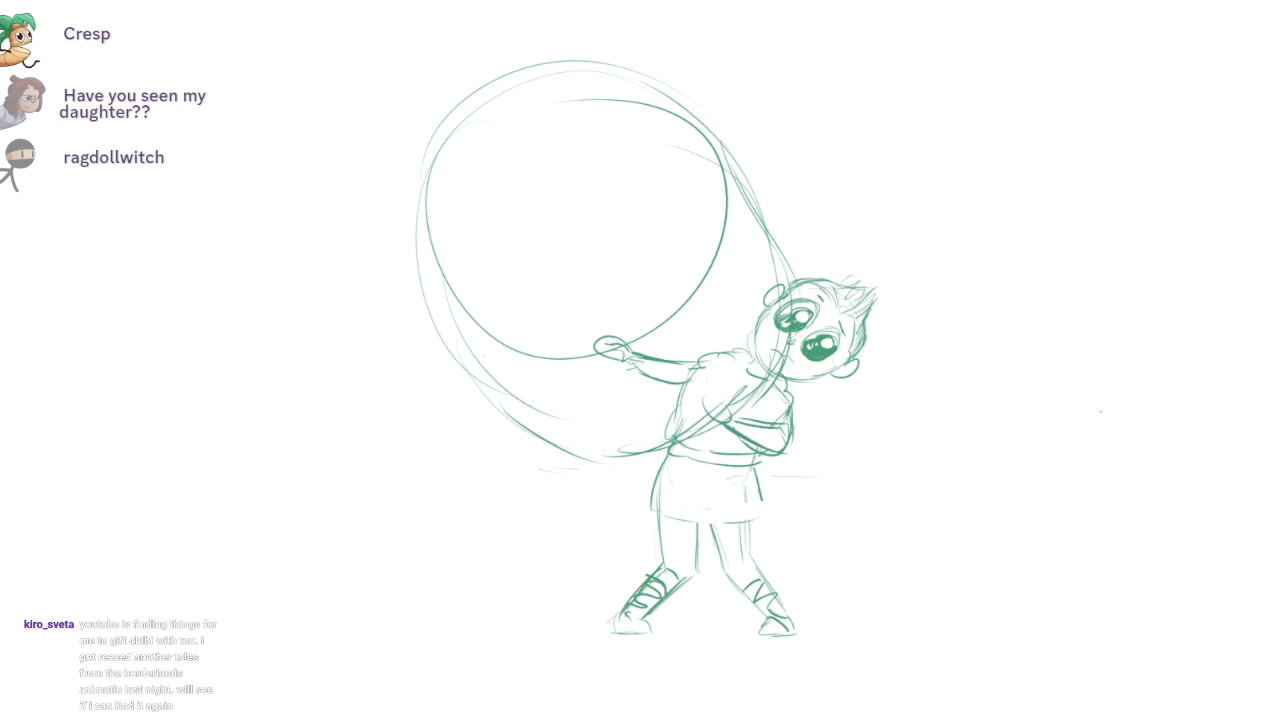 Cresp
Have you seen my
daughter??
ragdollwitch
kiro_sveta youtube is finding things for
me to gift child with too. i
got recced another tales
from the borderlands
animatic last night. will see
if i can find it again